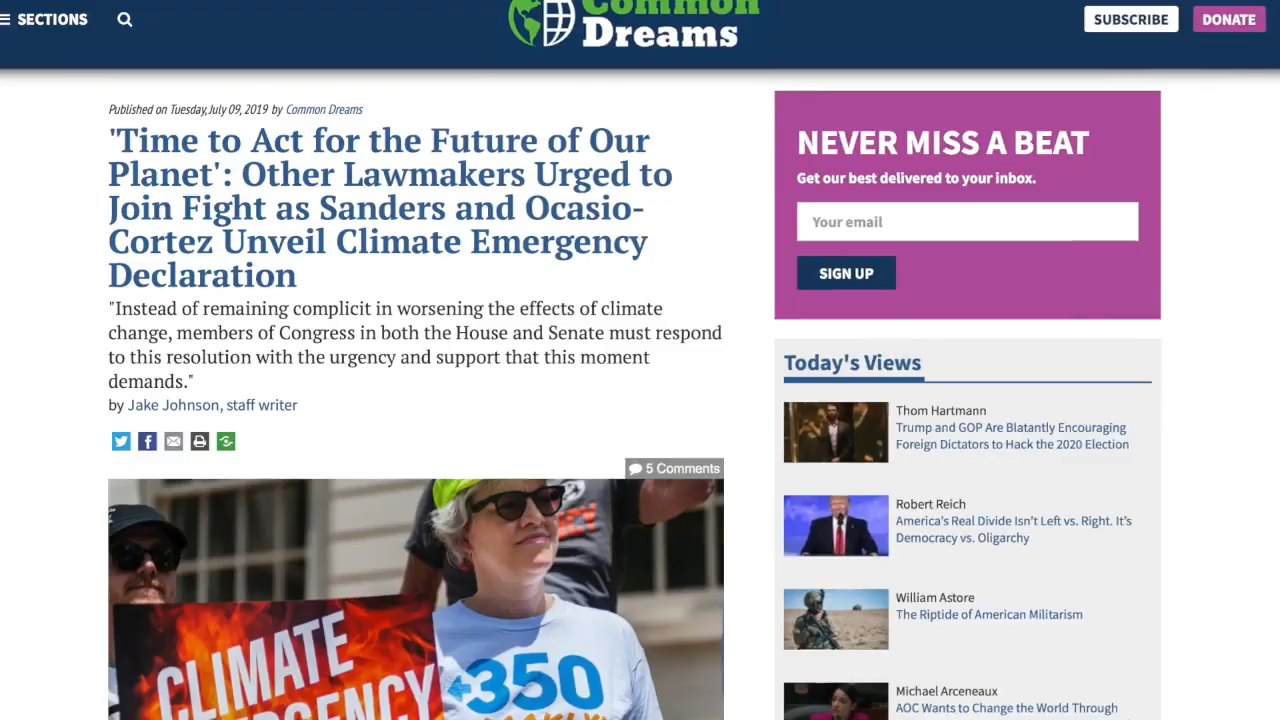 SECTIONS
Common
Dreams
SUBSCRIBE
DONATE
Published on Tuesday, July 09, 2019 by Common Dreams
'Time to Act for the Future of Our
Planet': Other Lawmakers Urged to
Join Fight as Sanders and Ocasio-
Cortez Unveil Climate Emergency
Declaration
"Instead of remaining complicit in worsening the effects of climate
change, members of Congress in both the House and Senate must respond
to this resolution with the urgency and support that this moment
demands."
by Jake Johnson, staff writer
5 Comments
CLIMATE
350
NEVER MISS A BEAT
Get our best delivered to your inbox.
Your email
SIGN UP
Today's Views
Thom Hartmann
Trump and GOP Are Blatantly Encouraging
Foreign Dictators to Hack the 2020 Election
Robert Reich
America's Real Divide Isn't Left vs. Right. It's
Democracy vs. Oligarchy
William Astore
The Riptide of American Militarism
Michael Arceneaux
AOC Wants to Change the World Through